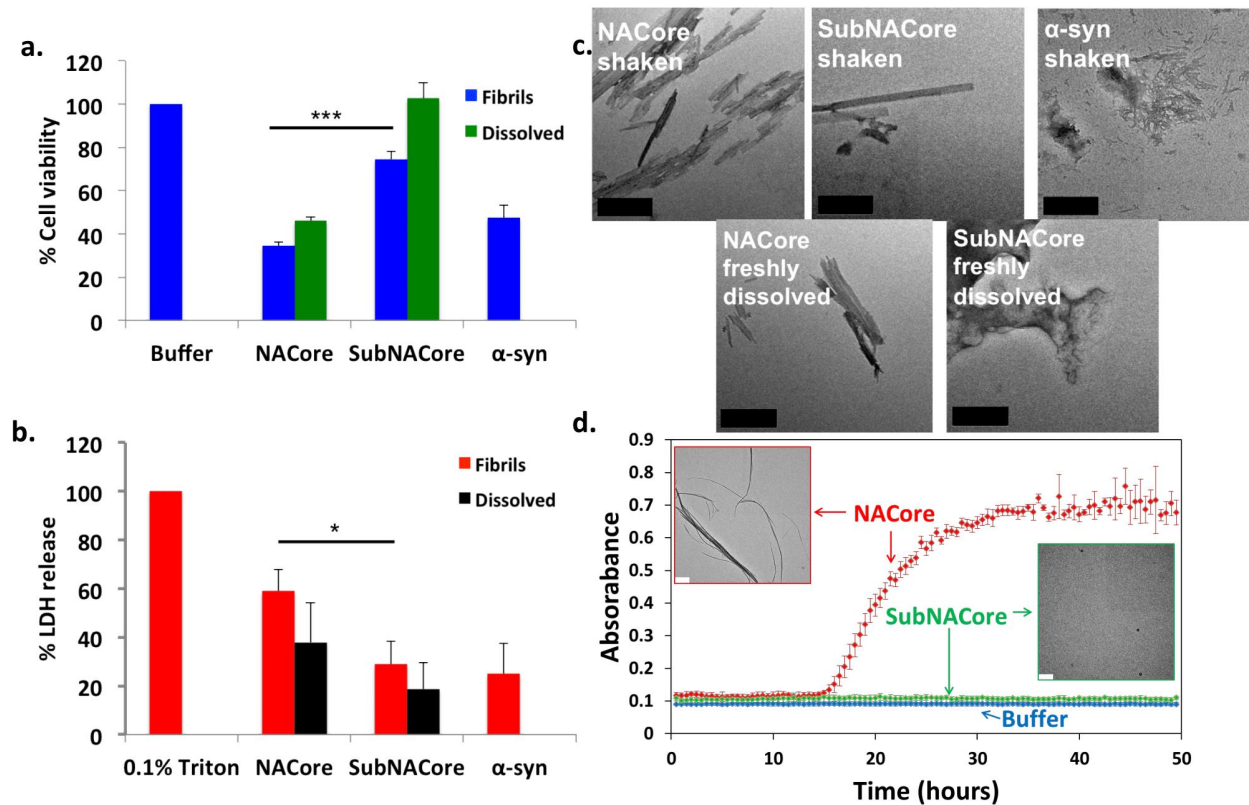 a.
120
100
80
60
40
20
0
% Cell viability
***
Fibrils
Dissolved
Buffer
NACore
SubNACore
α-syn
b.
120
100
80
60
40
20
0
% LDH release
*
Fibrils
Dissolved
0.1% Triton
NACore
SubNACore
α-syn
c.
NACore
shaken
SubNACore
shaken
α-syn
shaken
NACore
freshly
dissolved
SubNACore
freshly
dissolved
d.
0.9
0.8
0.7
0.6
0.5
0.4
0.3
0.2
0.1
0
Absorabance
NACore
SubNACore
Buffer
0
10
20
30
40
50
Time (hours)